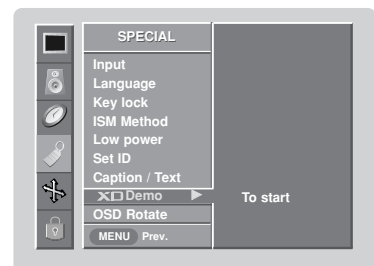 SPECIAL
Input
Language
Key lock
ISM Method
Low power
Set ID
Caption / Text
XD Demo ▶ To start
OSD Rotate
MENU Prev.